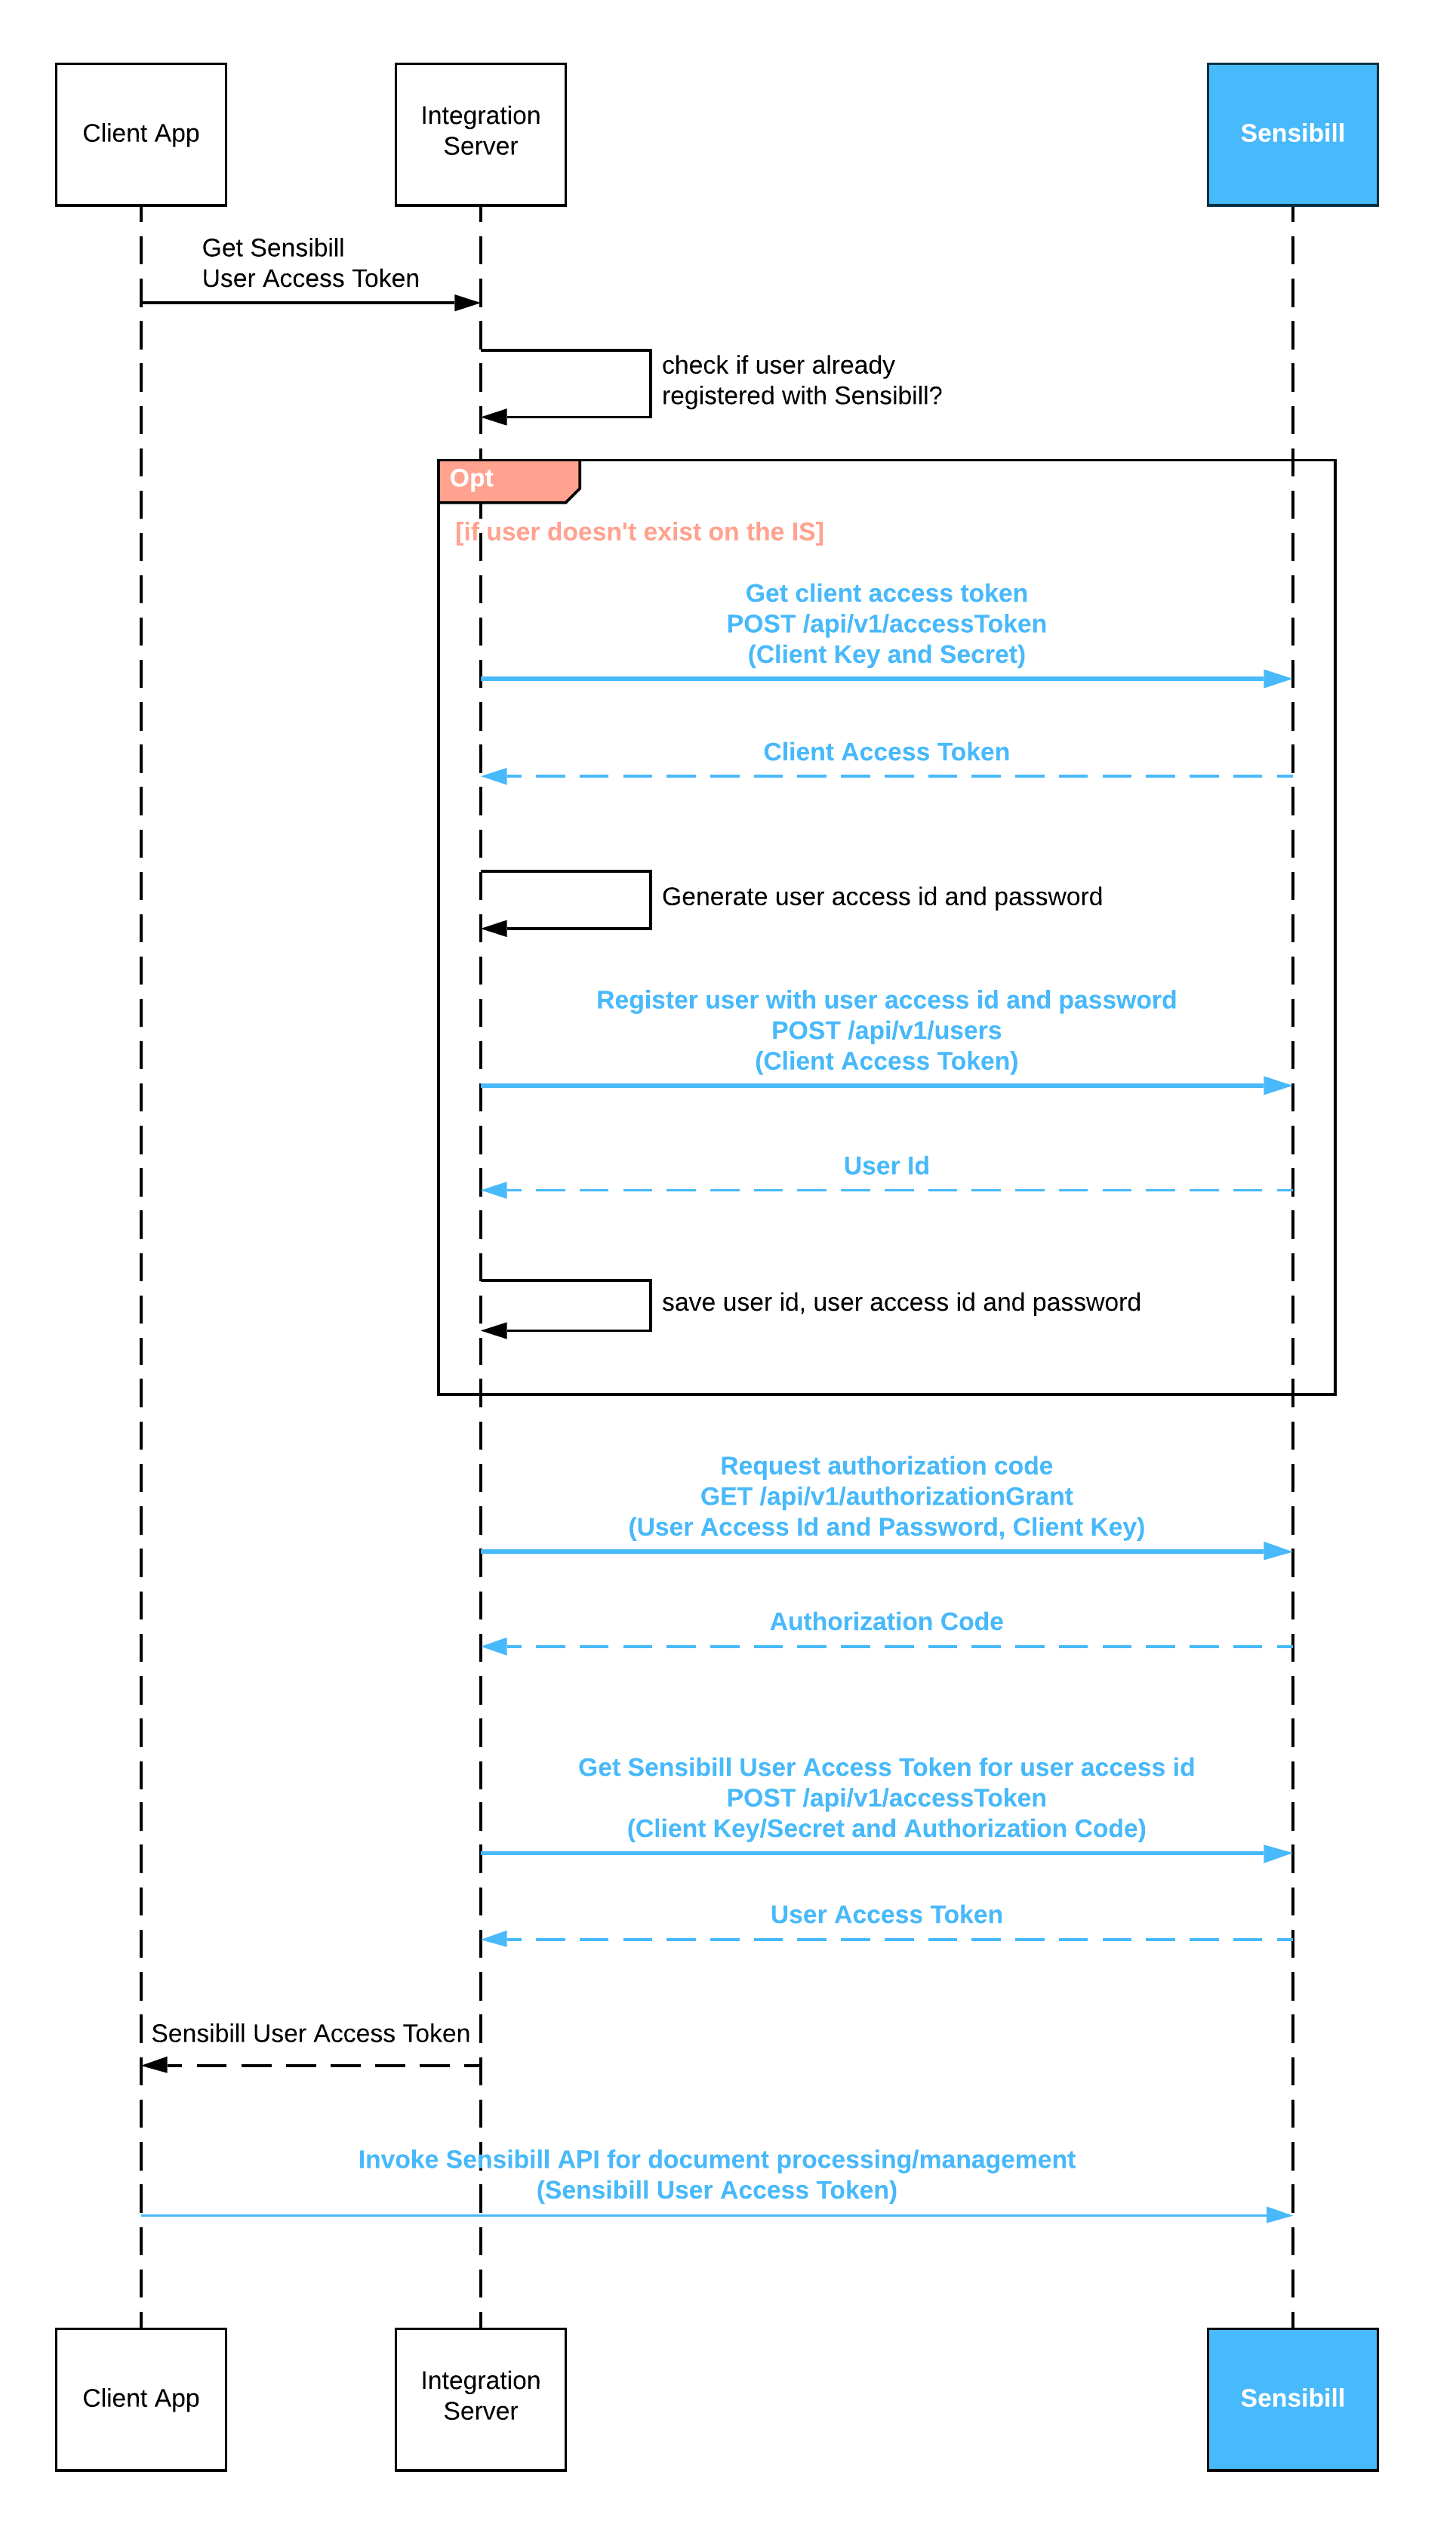 Client App
Integration
Server
Sensibill
Get Sensibill
User Access Token
check if user already
registered with Sensibill?
Opt
[if user doesn't exist on the IS]
Get client access token
POST /api/v1/accessToken
(Client Key and Secret)
Client Access Token
Generate user access id and password
Register user with user access id and password
POST /api/v1/users
(Client Access Token)
User Id
save user id, user access id and password
Request authorization code
GET /api/v1/authorizationGrant
(User Access Id and Password, Client Key)
Authorization Code
Get Sensibill User Access Token for user access id
POST /api/v1/accessToken
(Client Key/Secret and Authorization Code)
User Access Token
Sensibill User Access Token
Invoke Sensibill API for document processing/management
(Sensibill User Access Token)
Client App
Integration
Server
Sensibill